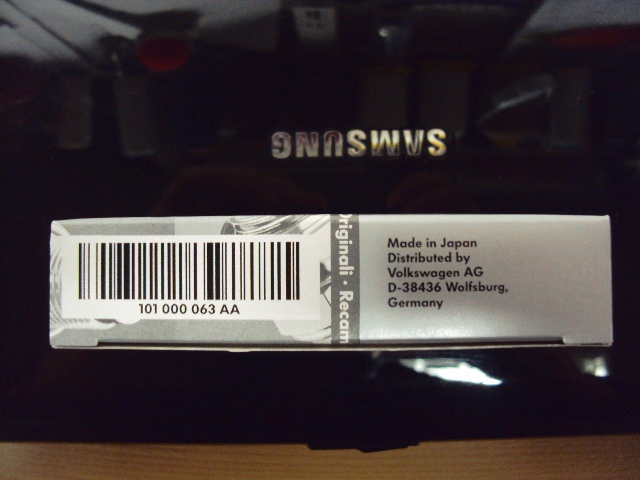 SAMSUNG
101 000 063 AA
Originali · Recam
Made in Japan
Distributed by
Volkswagen AG
D-38436 Wolfsburg,
Germany